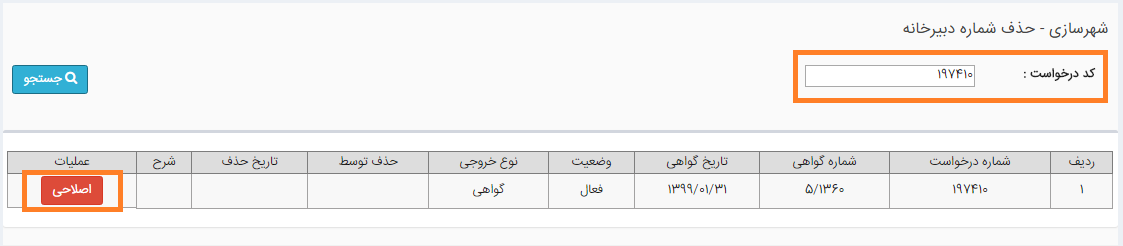 شهرسازی - حذف شماره دبیرخانه
کد درخواست : ۱۹۷۴۱۰
جستجو
ردیف شماره درخواست شماره گواهی تاریخ گواهی وضعیت نوع خروجی حذف توسط تاریخ حذف شرح عملیات
۱ ۱۹۷۴۱۰ ۵/۱۳۶۰ ۱۳۹۹/۰۱/۳۱ فعال گواهی اصلاحی